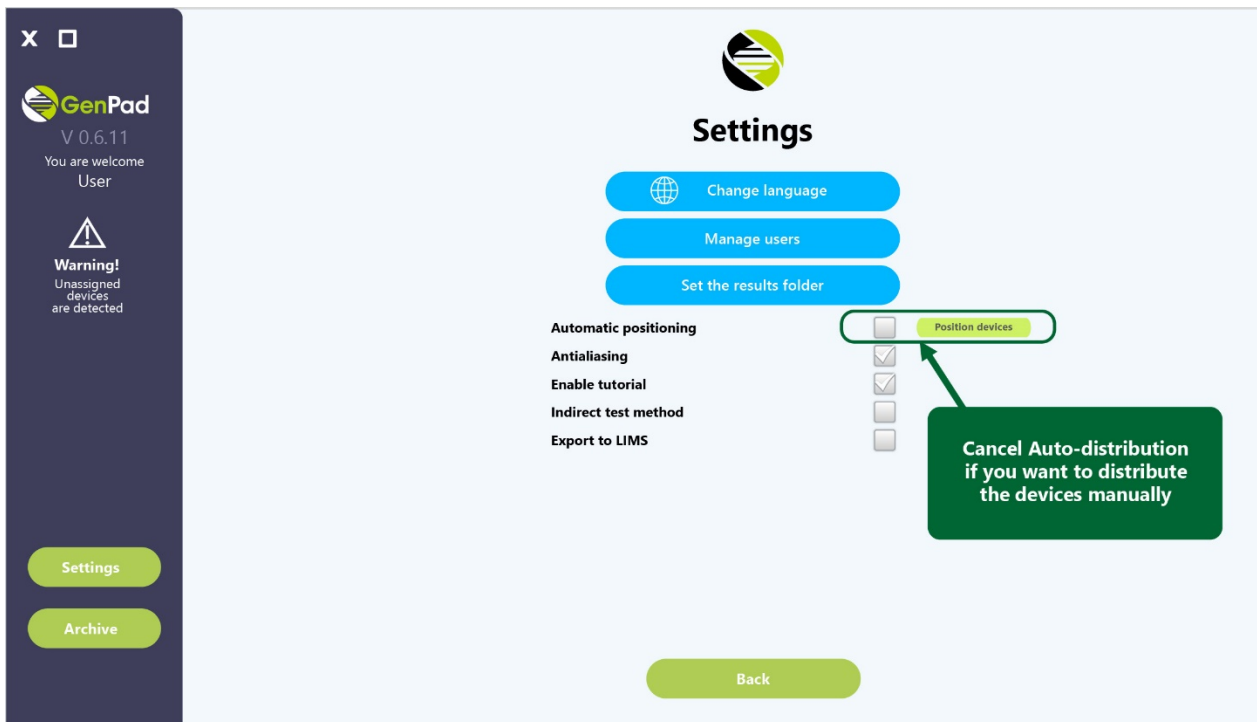 X
GenPad
V 0.6.11
You are welcome
User
Warning!
Unassigned
devices
are detected
Settings
Archive
Settings
Change language
Manage users
Set the results folder
Automatic positioning
Position devices
Antialiasing
Enable tutorial
Indirect test method
Export to LIMS
Cancel Auto-distribution
if you want to distribute
the devices manually
Back